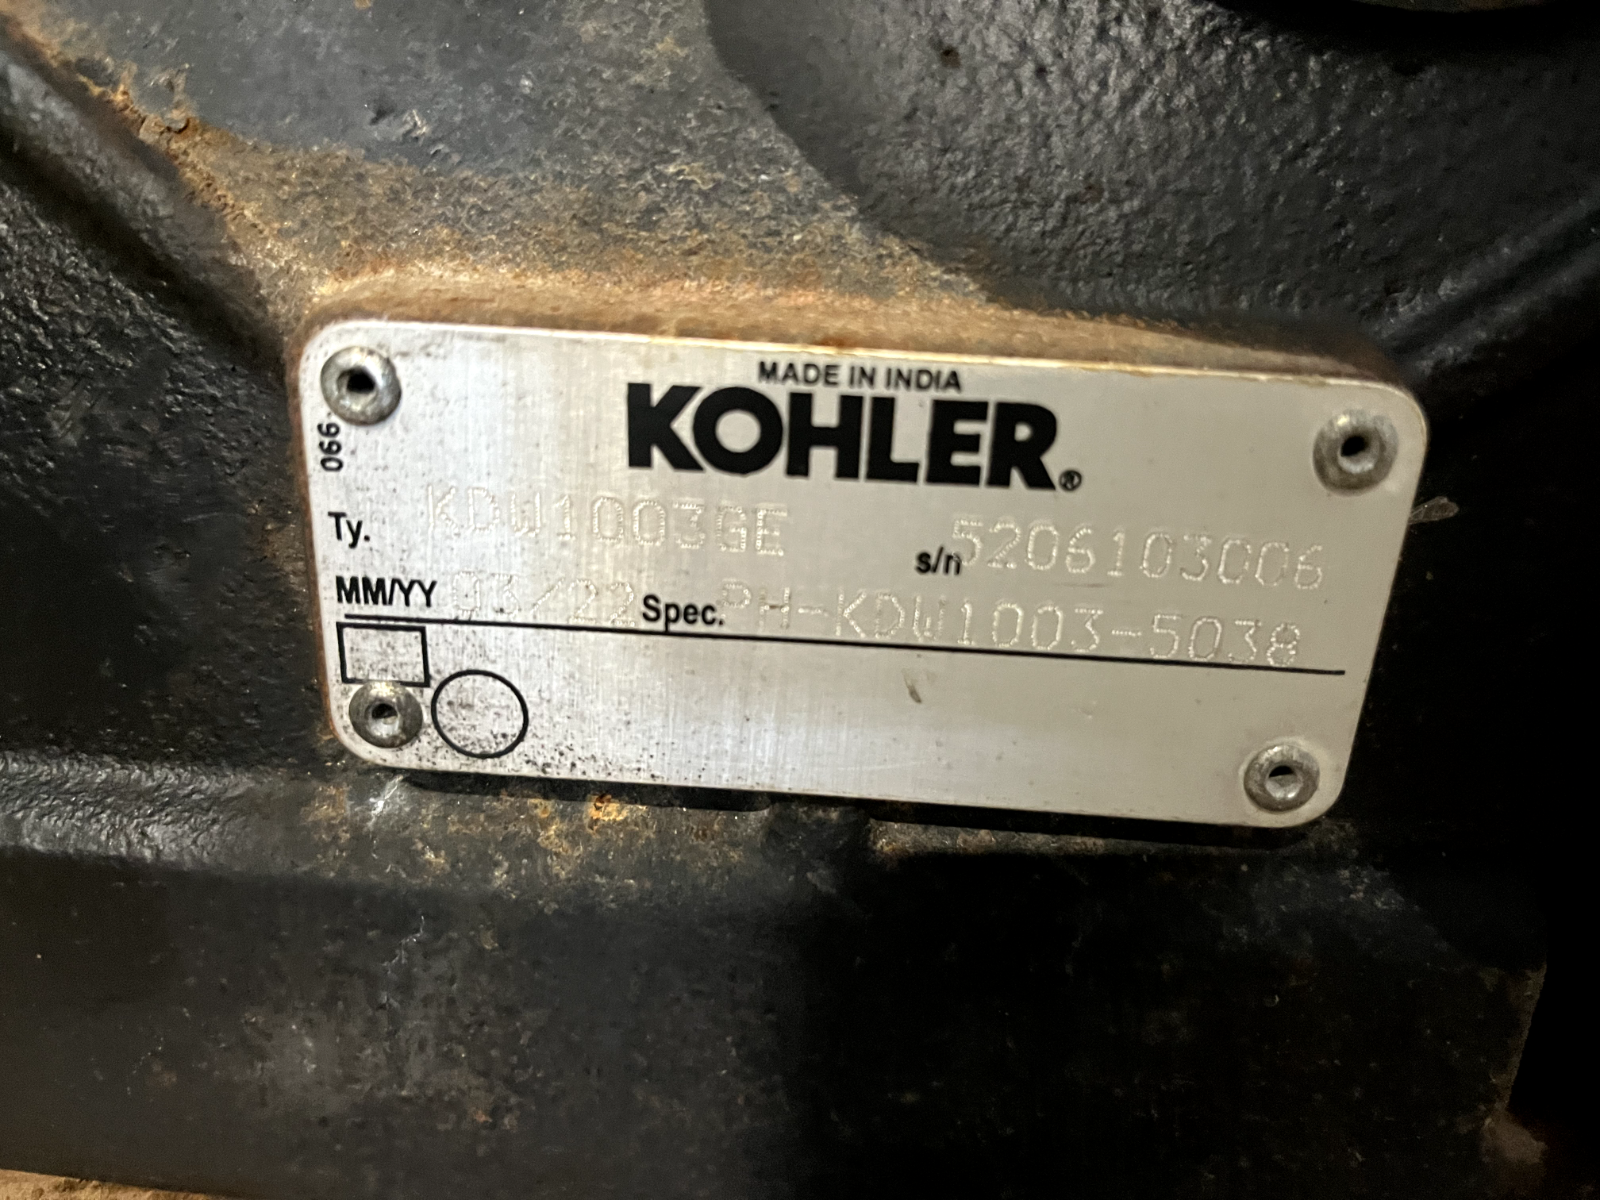 MADE IN INDIA
KOHLER®
066
Ty. KDW1003GE s/n 5206103006
MM/YY 03/22 Spec. PH-KDW1003-5038